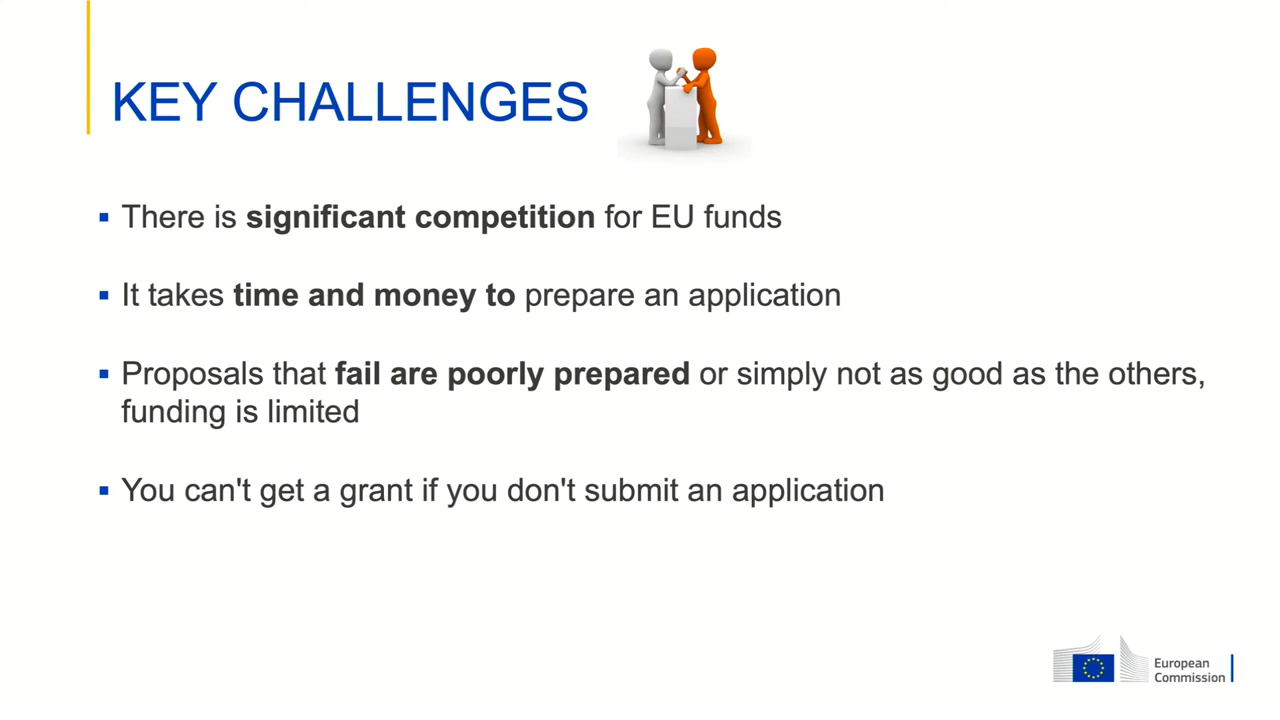 KEY CHALLENGES
▪ There is significant competition for EU funds
▪ It takes time and money to prepare an application
▪ Proposals that fail are poorly prepared or simply not as good as the others,
funding is limited
▪ You can't get a grant if you don't submit an application
European
Commission